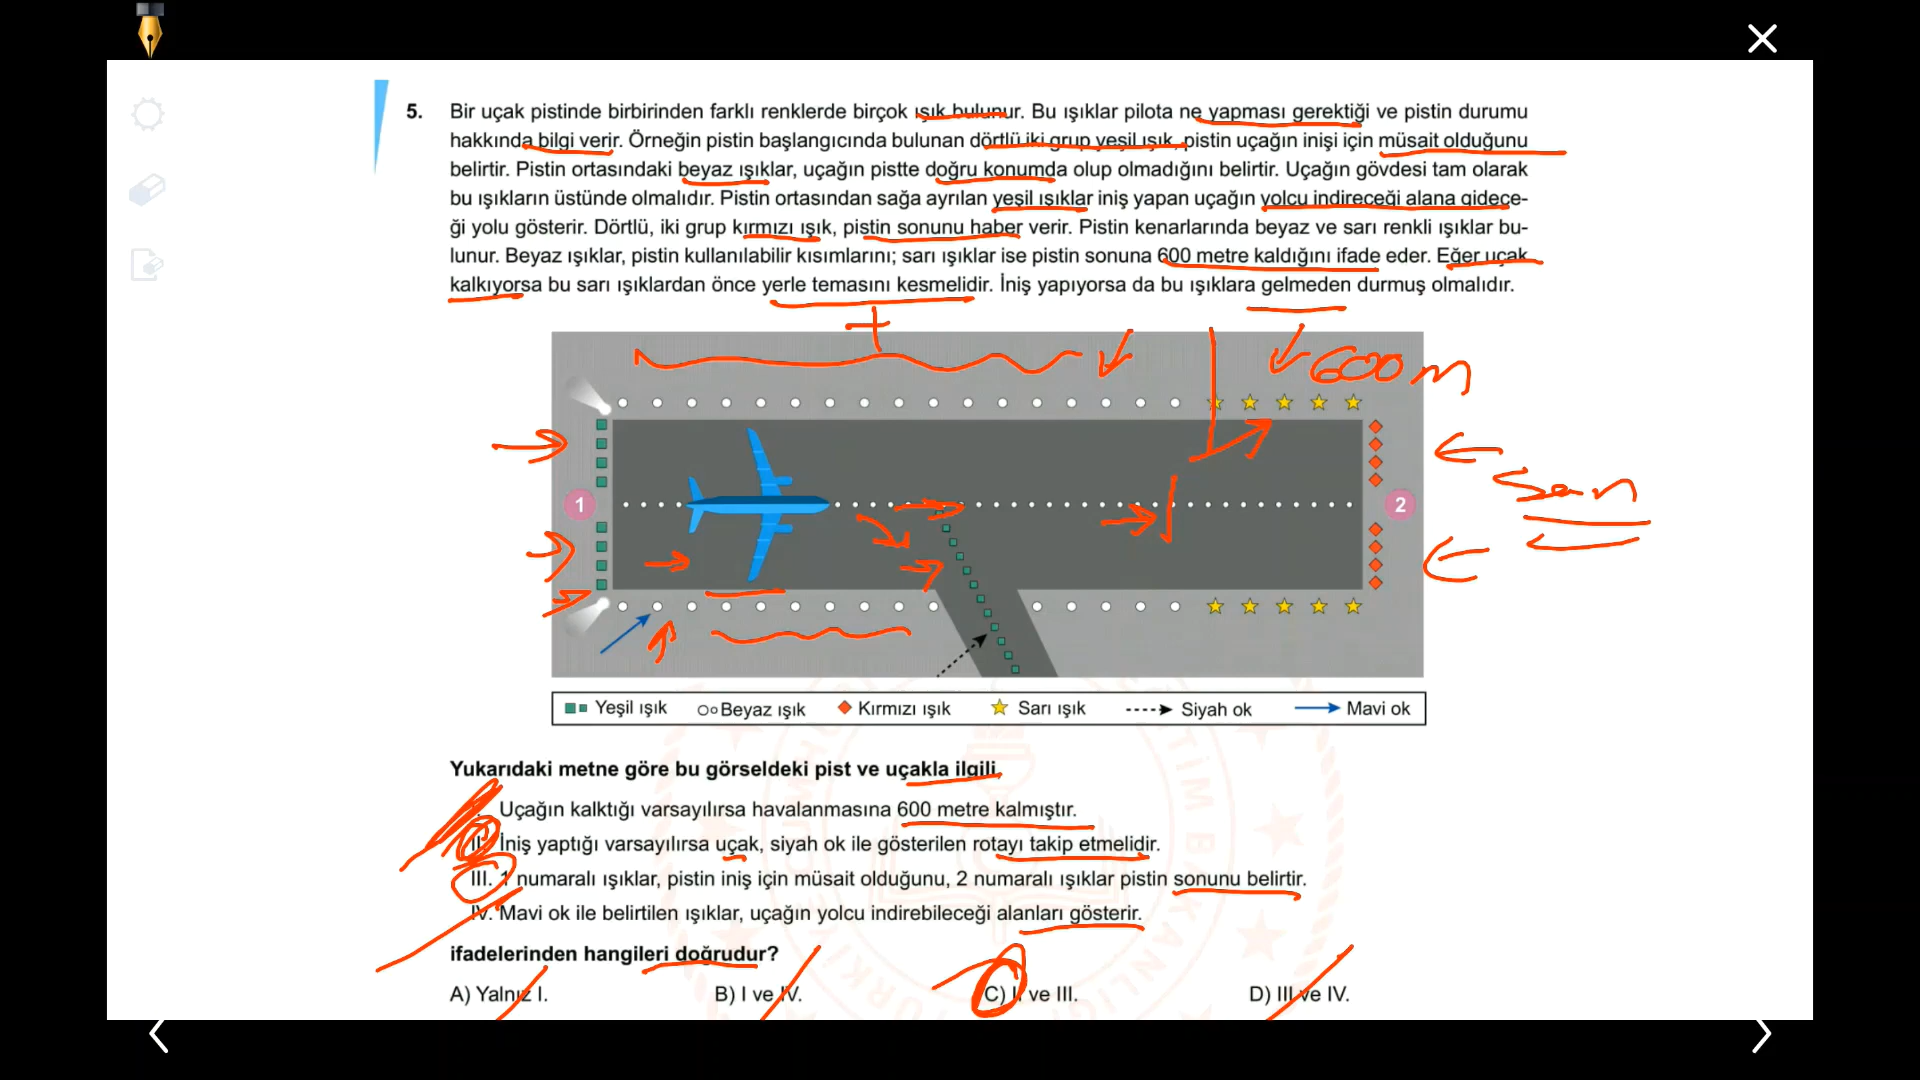 5. Bir uçak pistinde birbirinden farklı renklerde birçok ışık bulunur. Bu ışıklar pilota ne yapması gerektiği ve pistin durumu
hakkında bilgi verir. Örneğin pistin başlangıcında bulunan dörtlü iki grup yeşil ışık, pistin uçağın inişi için müsait olduğunu
belirtir. Pistin ortasındaki beyaz ışıklar, uçağın pistte doğru konumda olup olmadığını belirtir. Uçağın gövdesi tam olarak
bu ışıkların üstünde olmalıdır. Pistin ortasından sağa ayrılan yeşil ışıklar iniş yapan uçağın yolcu indireceği alana gidece-
ği yolu gösterir. Dörtlü, iki grup kırmızı ışık, pistin sonunu haber verir. Pistin kenarlarında beyaz ve sarı renkli ışıklar bu-
lunur. Beyaz ışıklar, pistin kullanılabilir kısımlarını; sarı ışıklar ise pistin sonuna 600 metre kaldığını ifade eder. Eğer uçak
kalkıyorsa bu sarı ışıklardan önce yerle temasını kesmelidir. İniş yapıyorsa da bu ışıklara gelmeden durmuş olmalıdır.
600 m
1
2
son
Yeşil ışık Beyaz ışık Kırmızı ışık Sarı ışık Siyah ok Mavi ok
Yukarıdaki metne göre bu görseldeki pist ve uçakla ilgili,
Uçağın kalktığı varsayılırsa havalanmasına 600 metre kalmıştır.
II. İniş yaptığı varsayılırsa uçak, siyah ok ile gösterilen rotayı takip etmelidir.
III. 1 numaralı ışıklar, pistin iniş için müsait olduğunu, 2 numaralı ışıklar pistin sonunu belirtir.
IV. Mavi ok ile belirtilen ışıklar, uçağın yolcu indirebileceği alanları gösterir.
ifadelerinden hangileri doğrudur?
A) Yalnız I. B) I ve IV. C) II ve III. D) III ve IV.